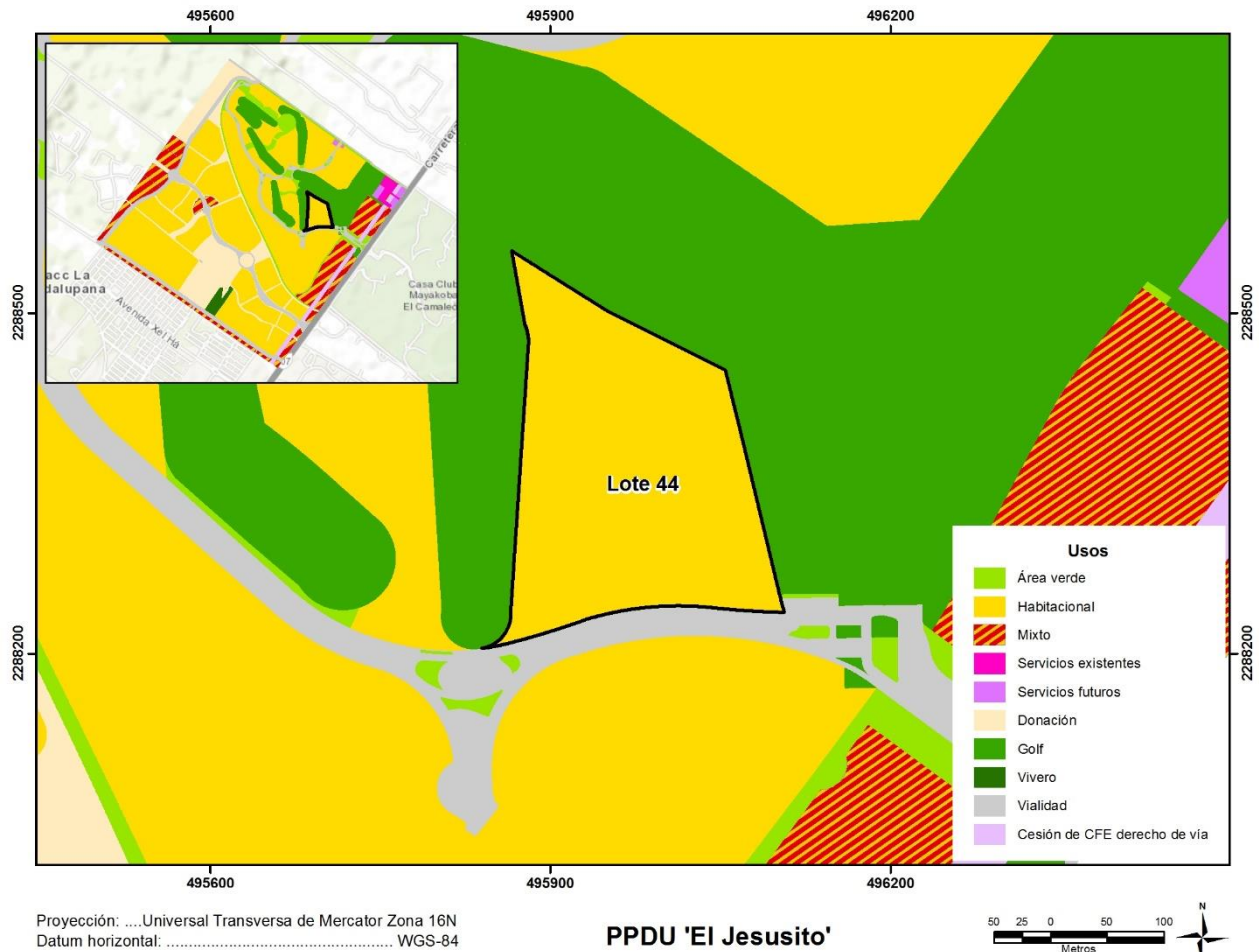 495600
495900
496200
2288500
2288200
2288500
2288200
Carretera
acc La
dalupana
Avenida Xel Há
Casa Club
Mayakoba
El Camaleó
307
Lote 44
Usos
Área verde
Habitacional
Mixto
Servicios existentes
Servicios futuros
Donación
Golf
Vivero
Vialidad
Cesión de CFE derecho de vía
495600
495900
496200
Proyección: ....Universal Transversa de Mercator Zona 16N
Datum horizontal: ................................................ WGS-84
PPDU 'El Jesusito'
50 25 0 50 100
Metros
N